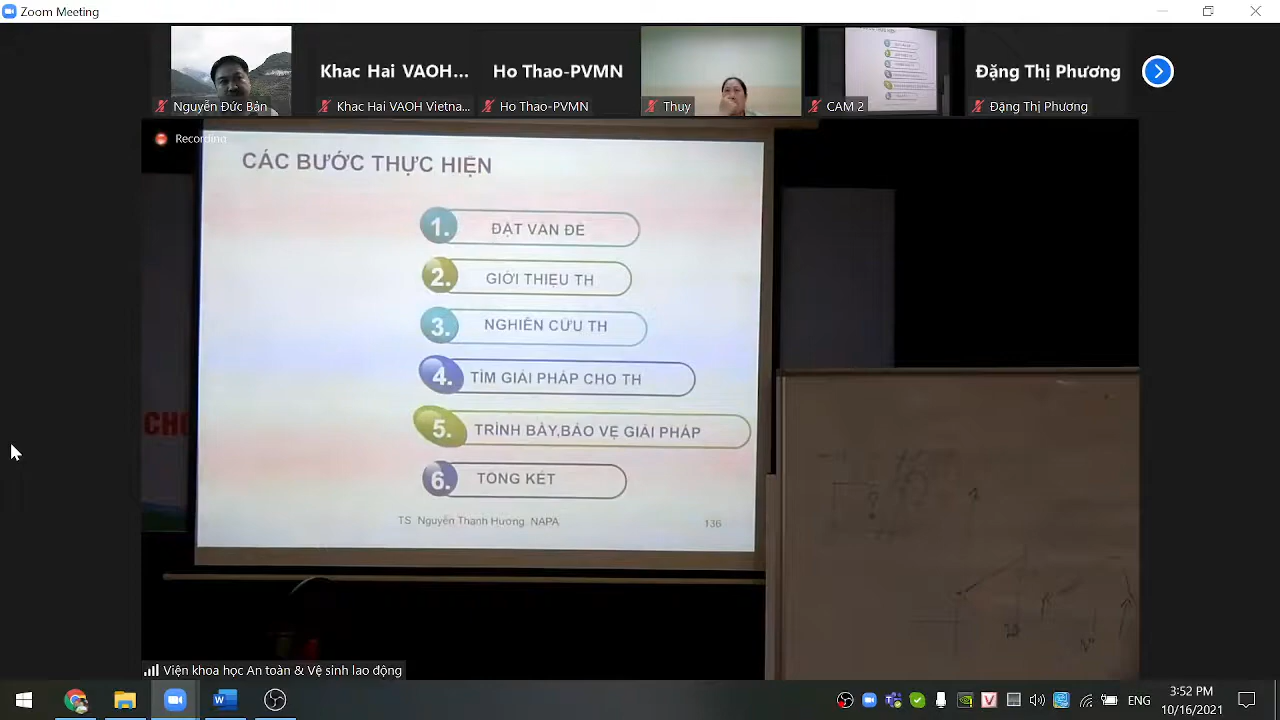 Zoom Meeting
Khac Hai VAOH...
Ho Thao-PVMN
Đặng Thị Phương
Nguyen Duc Bản
Khac Hai VAOH Vietna...
Ho Thao-PVMN
Thuy
CAM 2
Đặng Thị Phương
Recording
CÁC BƯỚC THỰC HIỆN
1. ĐẶT VẤN ĐỀ
2. GIỚI THIỆU TH
3. NGHIÊN CỨU TH
4. TÌM GIẢI PHÁP CHO TH
5. TRÌNH BÀY,BẢO VỆ GIẢI PHÁP
6. TỔNG KẾT
TS Nguyễn Thanh Hương. NAPA
136
CHO
Viện khoa học An toàn & Vệ sinh lao động
ENG
3:52 PM
10/16/2021